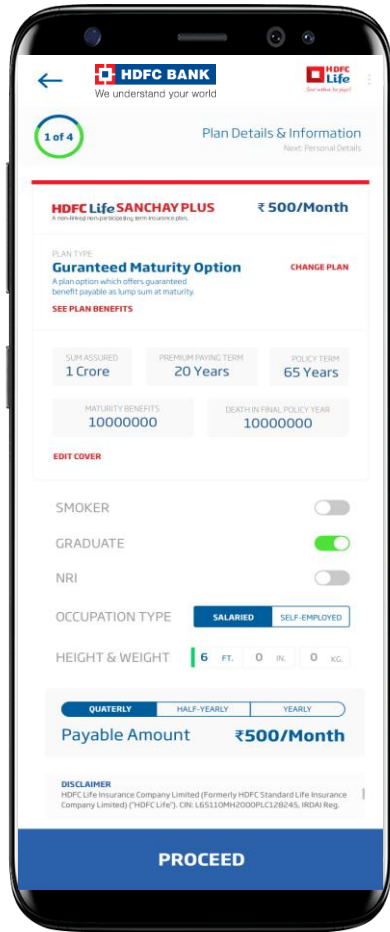 HDFC BANK
We understand your world
HDFC
Life
Sar utha ke jiyo!
1 of 4
Plan Details & Information
Next: Personal Details
HDFC Life SANCHAY PLUS
₹ 500/Month
A non-linked non-participating term insurance plan.
PLAN TYPE
Guranteed Maturity Option
CHANGE PLAN
A plan option which offers guaranteed
benefit payable as lump sum at maturity.
SEE PLAN BENEFITS
SUM ASSURED
PREMIUM PAYING TERM
POLICY TERM
1 Crore
20 Years
65 Years
MATURITY BENEFITS
DEATH IN FINAL POLICY YEAR
10000000
10000000
EDIT COVER
SMOKER
GRADUATE
NRI
OCCUPATION TYPE
SALARIED
SELF-EMPLOYED
HEIGHT & WEIGHT
6 FT.
0 IN.
0 KG.
QUATERLY
HALF-YEARLY
YEARLY
Payable Amount
₹500/Month
DISCLAIMER
HDFC Life Insurance Company Limited (Formerly HDFC Standard Life Insurance
Company Limited) ("HDFC Life"). CIN: L65110MH2000PLC128245, IRDAI Reg.
PROCEED